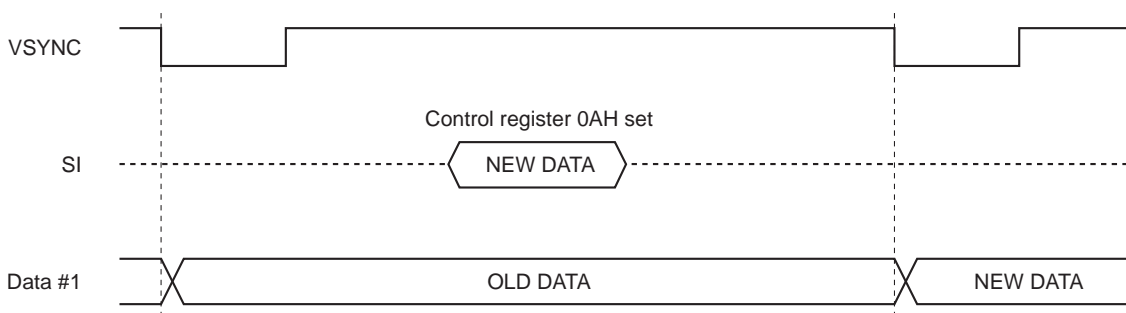 VSYNC
Control register 0AH set
SI
NEW DATA
Data #1
OLD DATA
NEW DATA